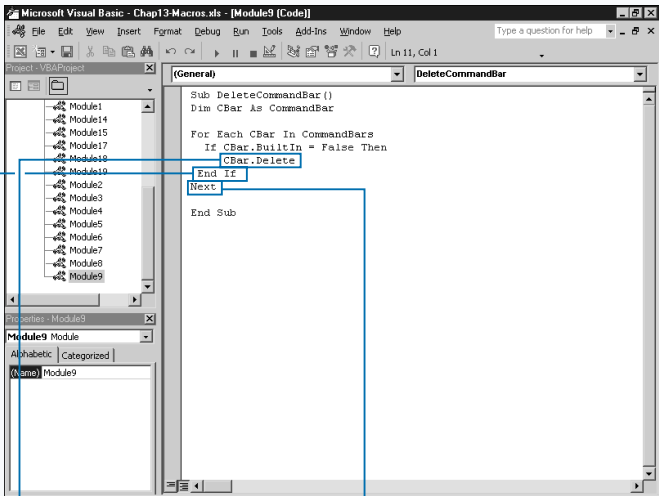 Microsoft Visual Basic - Chap13-Macros.xls - [Module9 (Code)]
File Edit View Insert Format Debug Run Tools Add-Ins Window Help Type a question for help
Ln 11, Col 1
Project - VBAProject
(General) DeleteCommandBar
Module1
Module14
Module15
Module17
Module18
Module19
Module2
Module3
Module4
Module5
Module6
Module7
Module8
Module9
Sub DeleteCommandBar()
Dim CBar As CommandBar
For Each CBar In CommandBars
If CBar.BuiltIn = False Then
CBar.Delete
End If
Next
End Sub
Properties - Module9
Module9 Module
Alphabetic Categorized
(Name) Module9